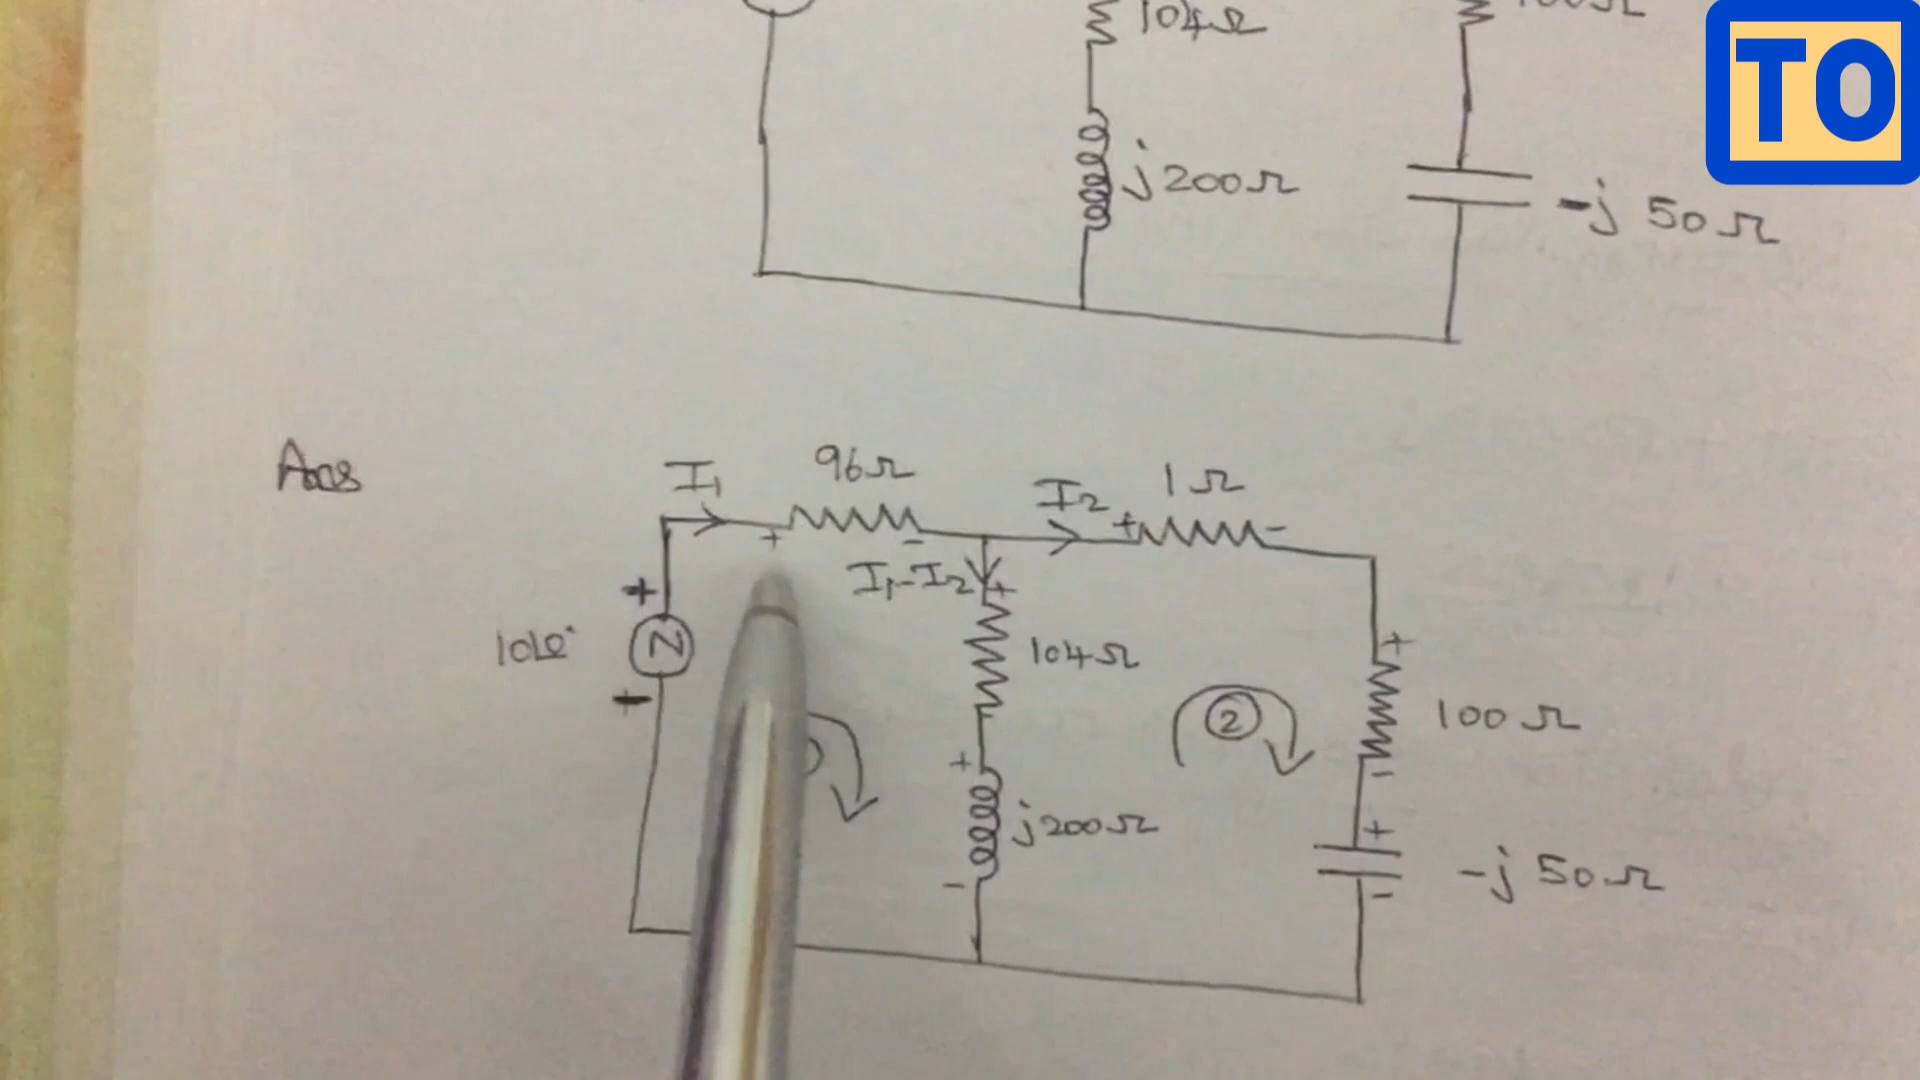 104Ω
TO
j200Ω
-j 50Ω
Ans
I₁
96Ω
I₂
1Ω
+ -
+ -
I₁-I₂
+
+
10∠0°
-
104Ω
+
2
100Ω
-
+
j200Ω
-
+
-j 50Ω
-